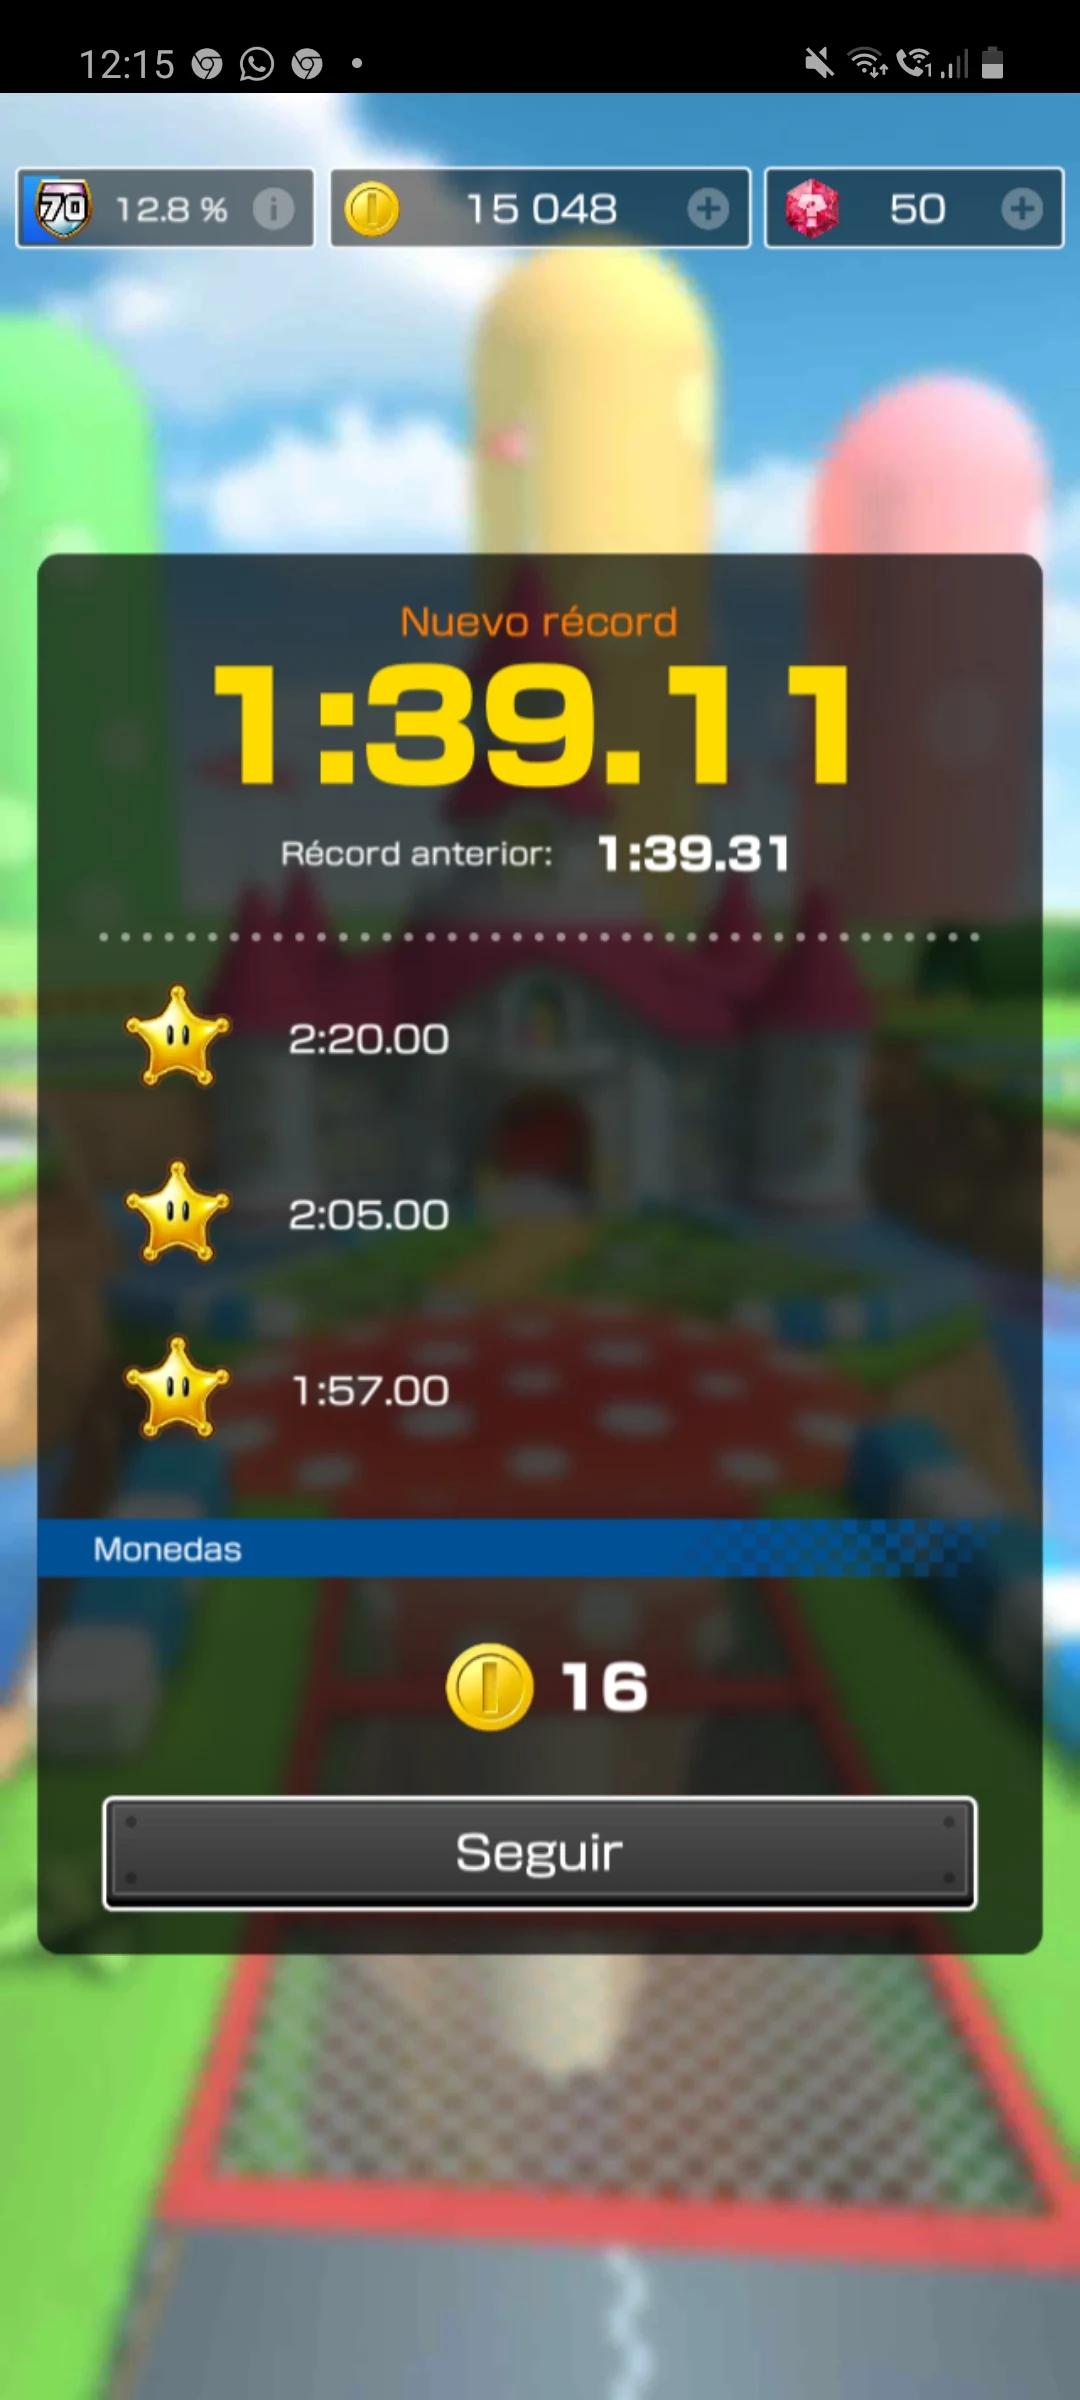 12:15
70 12.8 % i 15 048 + 50 +
Nuevo récord
1:39.11
Récord anterior: 1:39.31
2:20.00
2:05.00
1:57.00
Monedas
16
Seguir